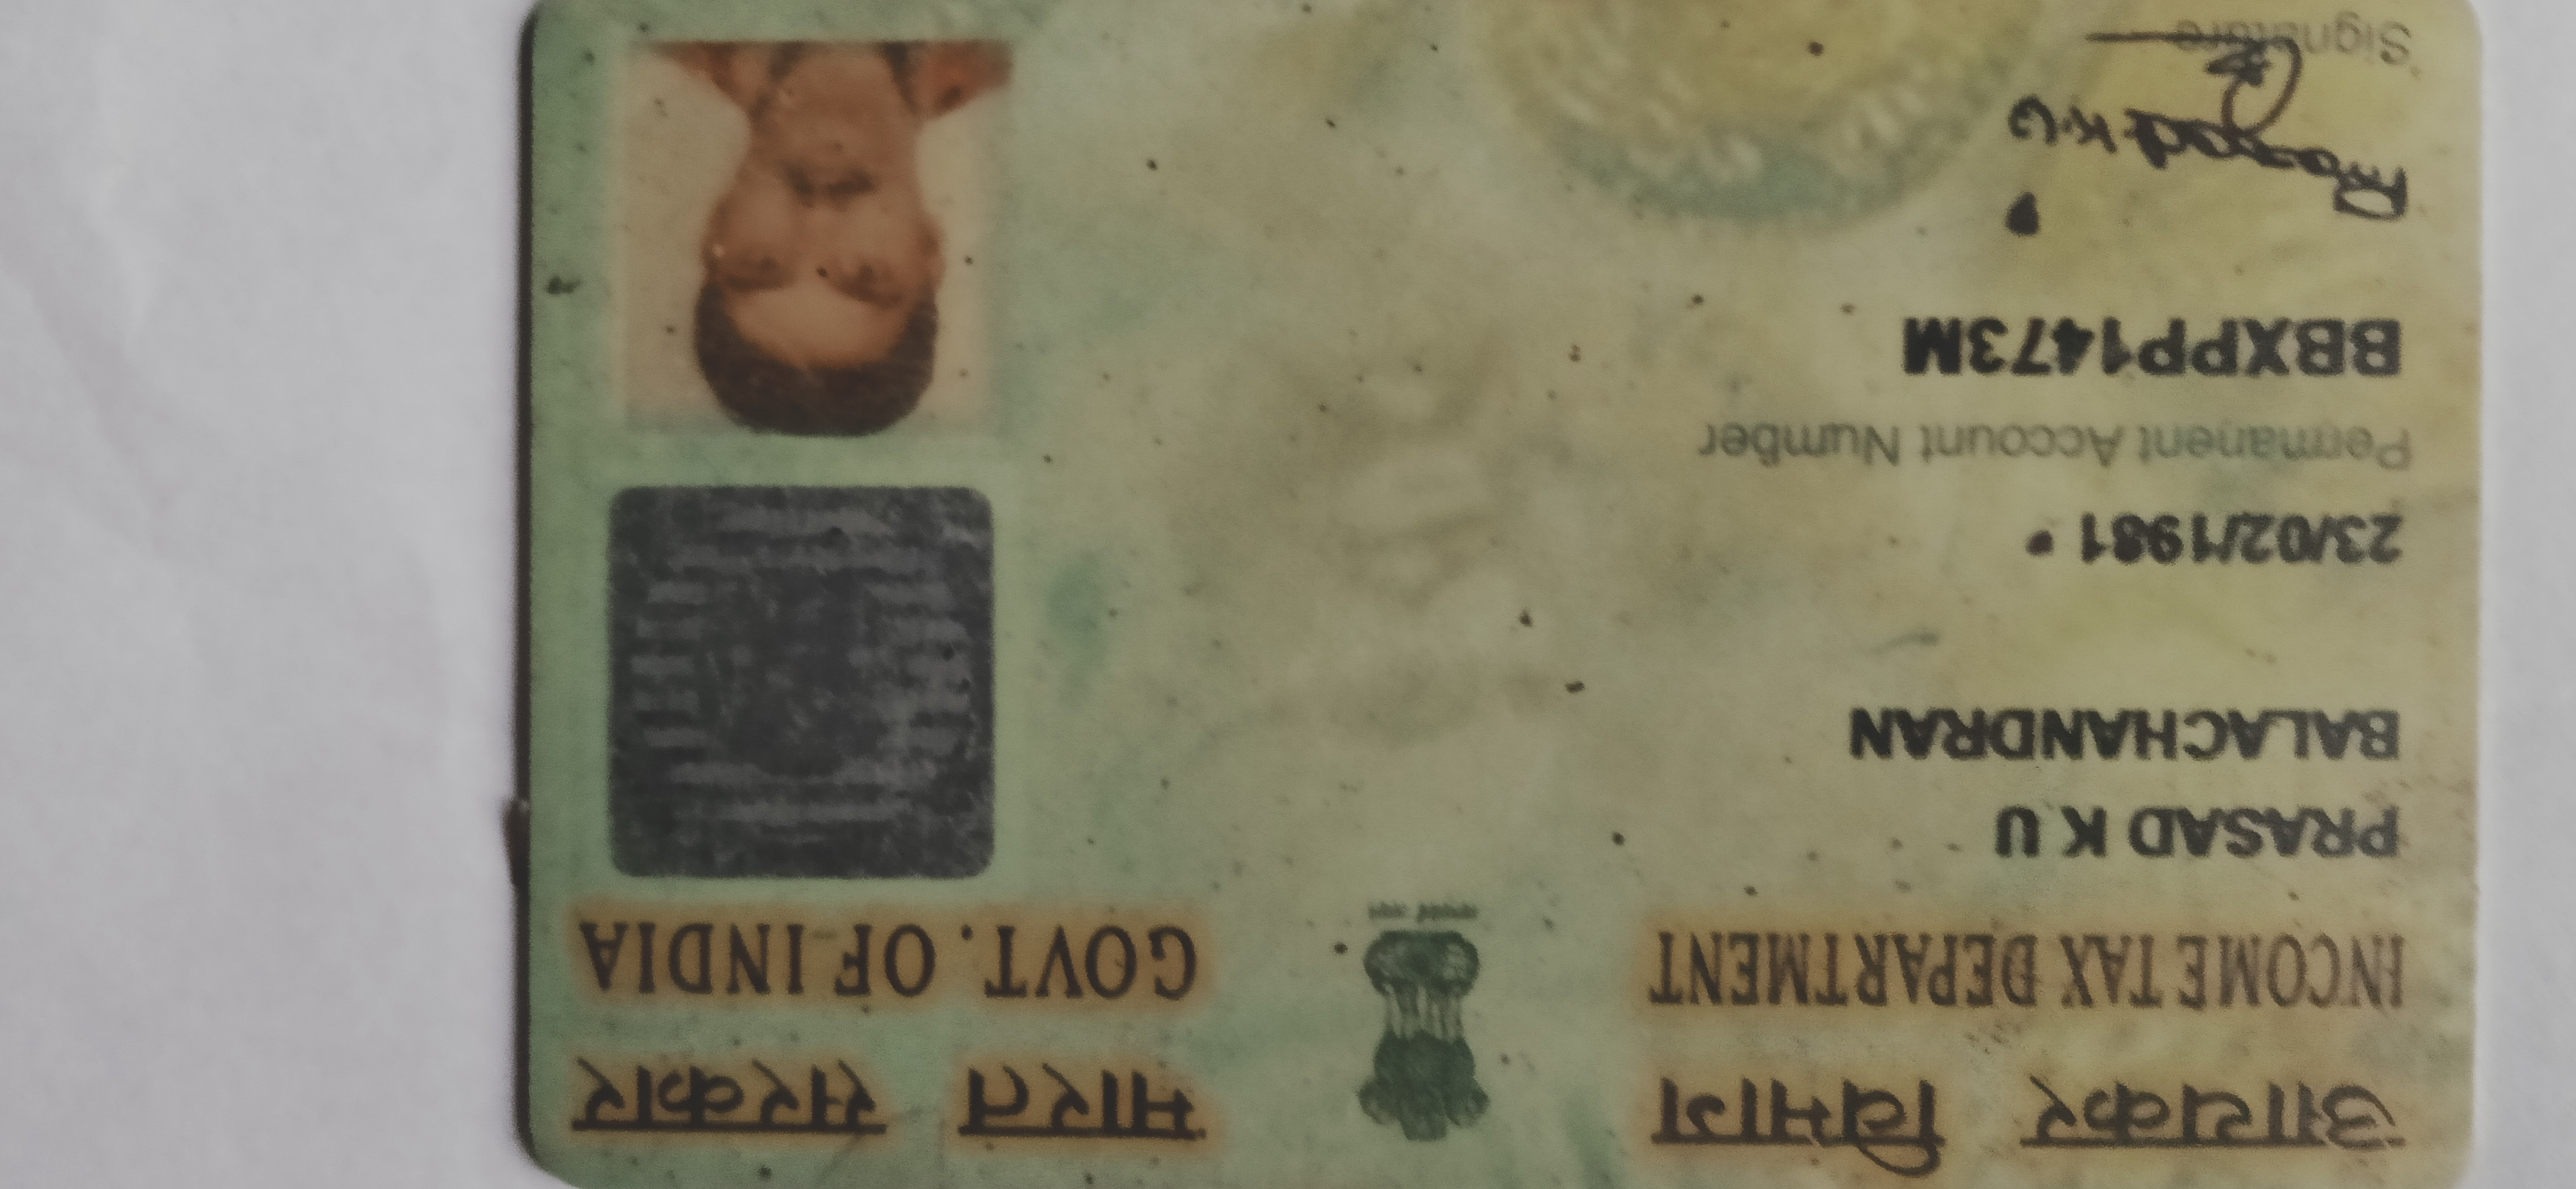 आयकर विभाग
INCOME TAX DEPARTMENT
भारत सरकार
GOVT. OF INDIA
PRASAD K U
BALACHANDRAN
23/02/1981
Permanent Account Number
BBXPP1473M
Prasad K.U
Signature